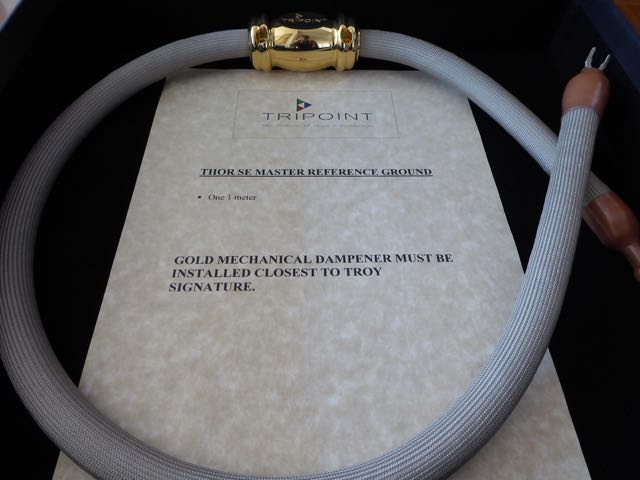 TRIPOINT
TRIPOINT
THOR SE MASTER REFERENCE GROUND
▪ One 1 meter
GOLD MECHANICAL DAMPENER MUST BE
INSTALLED CLOSEST TO TROY
SIGNATURE.